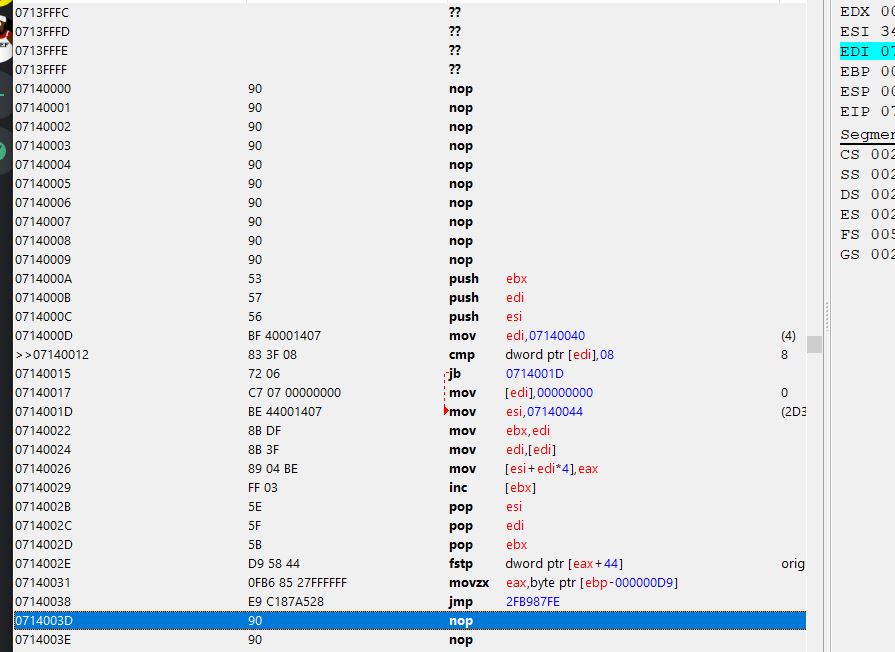 0713FFFC ??
0713FFFD ??
0713FFFE ??
0713FFFF ??
07140000 90 nop
07140001 90 nop
07140002 90 nop
07140003 90 nop
07140004 90 nop
07140005 90 nop
07140006 90 nop
07140007 90 nop
07140008 90 nop
07140009 90 nop
0714000A 53 push ebx
0714000B 57 push edi
0714000C 56 push esi
0714000D BF 40001407 mov edi,07140040 (4)
>>07140012 83 3F 08 cmp dword ptr [edi],08 8
07140015 72 06 jb 0714001D
07140017 C7 07 00000000 mov [edi],00000000 0
0714001D BE 44001407 mov esi,07140044 (2D3
07140022 8B DF mov ebx,edi
07140024 8B 3F mov edi,[edi]
07140026 89 04 BE mov [esi+edi*4],eax
07140029 FF 03 inc [ebx]
0714002B 5E pop esi
0714002C 5F pop edi
0714002D 5B pop ebx
0714002E D9 58 44 fstp dword ptr [eax+44] orig
07140031 0FB6 85 27FFFFFF movzx eax,byte ptr [ebp-000000D9]
07140038 E9 C187A528 jmp 2FB987FE
0714003D 90 nop
0714003E 90 nop
EDX 00
ESI 34
EDI 07
EBP 00
ESP 00
EIP 07
Segmen
CS 002
SS 002
DS 002
ES 002
FS 005
GS 002